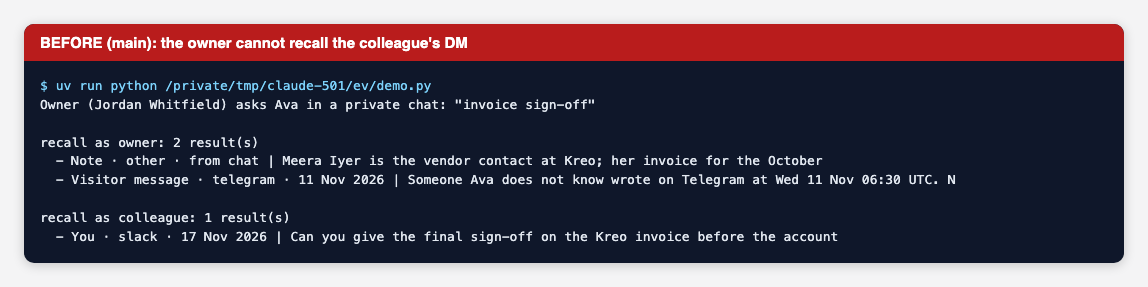 BEFORE (main): the owner cannot recall the colleague's DM
$ uv run python /private/tmp/claude-501/ev/demo.py
Owner (Jordan Whitfield) asks Ava in a private chat: "invoice sign-off"
recall as owner: 2 result(s)
– Note · other · from chat | Meera Iyer is the vendor contact at Kreo; her invoice for the October
– Visitor message · telegram · 11 Nov 2026 | Someone Ava does not know wrote on Telegram at Wed 11 Nov 06:30 UTC. N
recall as colleague: 1 result(s)
– You · slack · 17 Nov 2026 | Can you give the final sign-off on the Kreo invoice before the account